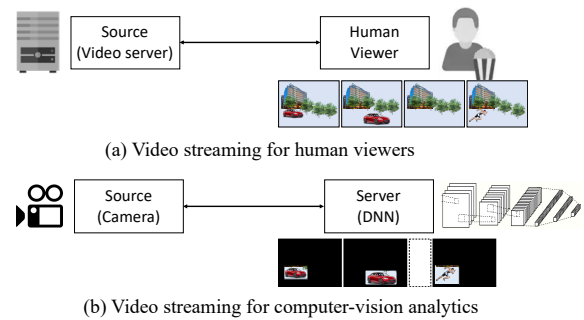 Source
(Video server)
Human
Viewer
(a) Video streaming for human viewers
Source
(Camera)
Server
(DNN)
(b) Video streaming for computer-vision analytics